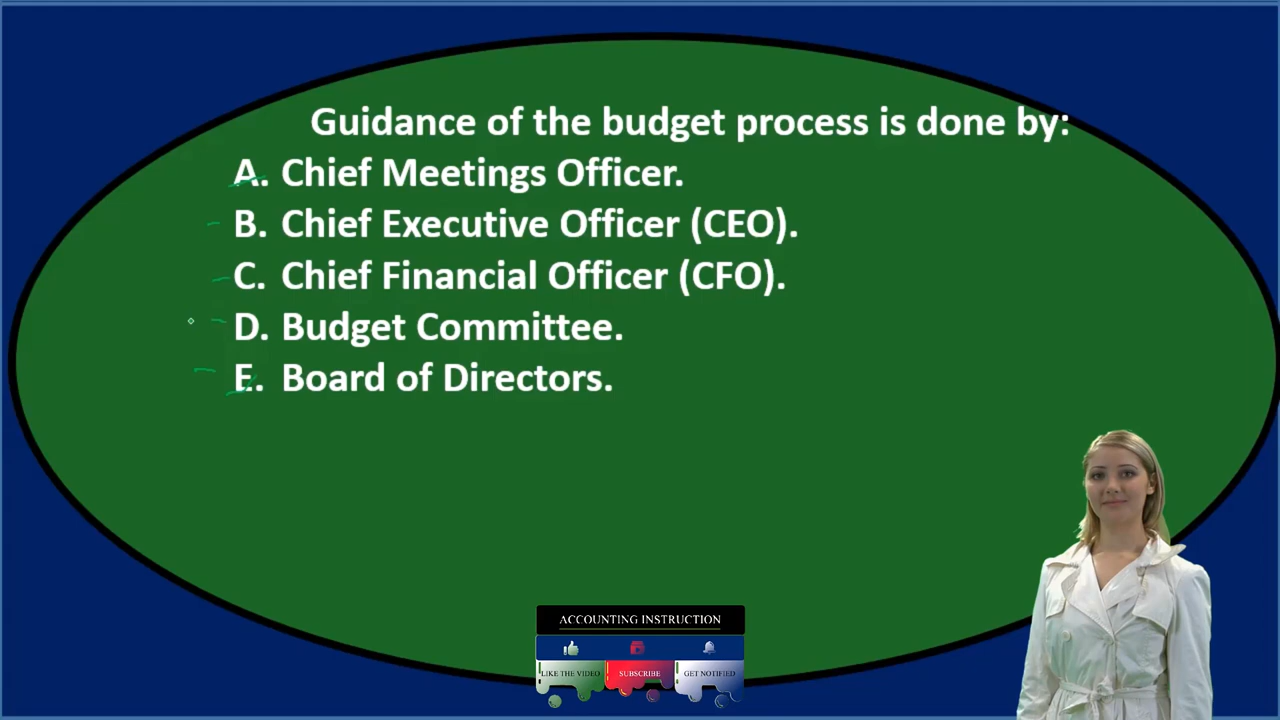 Guidance of the budget process is done by:
A. Chief Meetings Officer.
B. Chief Executive Officer (CEO).
C. Chief Financial Officer (CFO).
D. Budget Committee.
E. Board of Directors.
ACCOUNTING INSTRUCTION
LIKE THE VIDEO SUBSCRIBE GET NOTIFIED